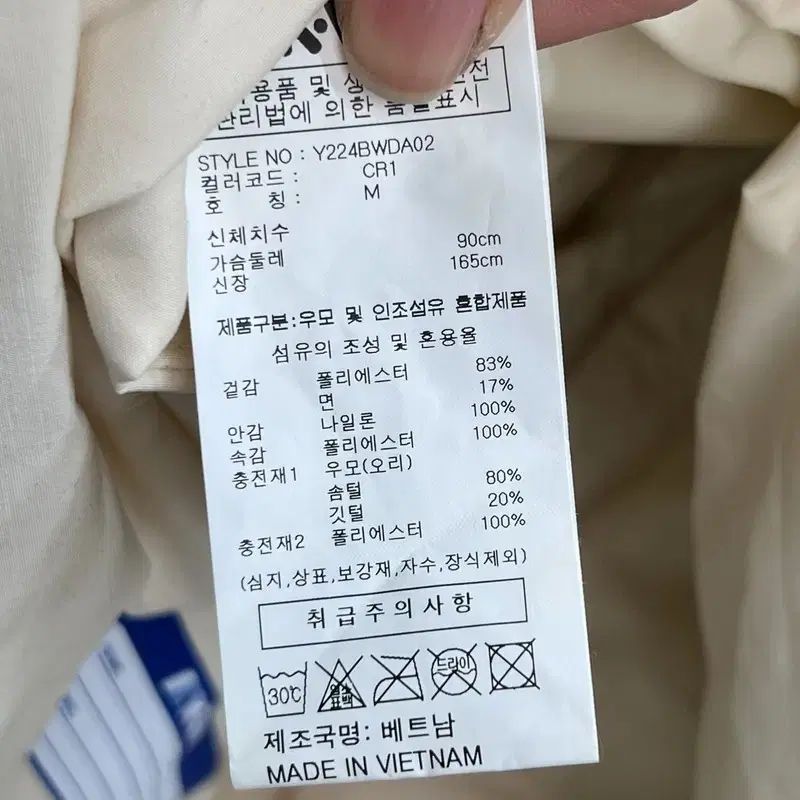 용품 및 생 전
관리법에 의한 품질표시
STYLE NO : Y224BWDA02
컬러코드 : CR1
호 칭 : M
신체치수
가슴둘레 90cm
신장 165cm
제품구분:우모 및 인조섬유 혼합제품
섬유의 조성 및 혼용율
겉감 폴리에스터 83%
면 17%
안감 나일론 100%
속감 폴리에스터 100%
충전재1 우모(오리)
솜털 80%
깃털 20%
충전재2 폴리에스터 100%
(심지,상표,보강재,자수,장식제외)
취급주의사항
30℃
염소
표백
드라이
제조국명: 베트남
MADE IN VIETNAM